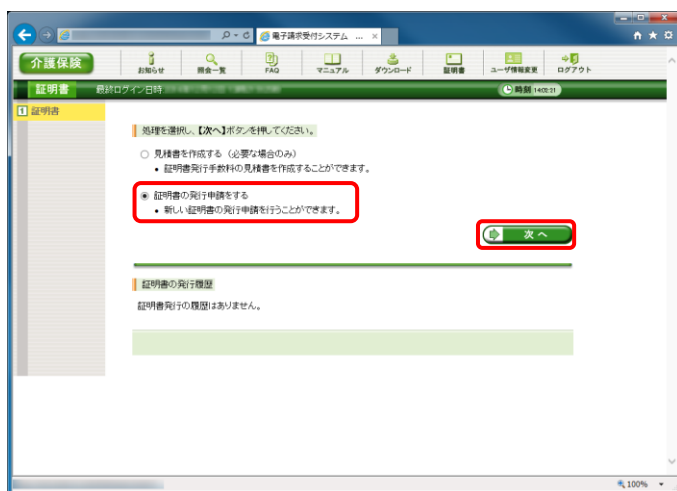 電子請求受付システム ...
介護保険
お知らせ 照会一覧 FAQ マニュアル ダウンロード 証明書 ユーザ情報変更 ログアウト
証明書 最終ログイン日時 時刻 14:03:31
1 証明書
処理を選択し、【次へ】ボタンを押してください。
見積書を作成する（必要な場合のみ）
• 証明書発行手数料の見積書を作成することができます。
証明書の発行申請をする
• 新しい証明書の発行申請を行うことができます。
次 へ
証明書の発行履歴
証明書発行の履歴はありません。
100%